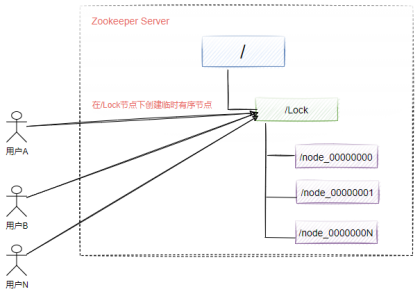 Zookeeper Server
/
在/Lock节点下创建临时有序节点
/Lock
用户A
/node_00000000
用户B
/node_00000001
/node_0000000N
用户N